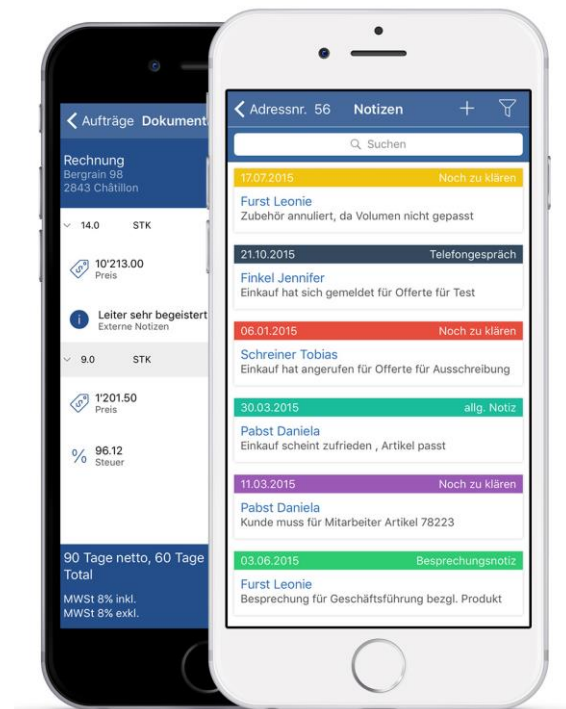 Aufträge Dokument
Rechnung
Bergrain 98
2843 Châtillon
14.0 STK
10'213.00
Preis
Leiter sehr begeistert
Externe Notizen
9.0 STK
1'201.50
Preis
% 96.12
Steuer
90 Tage netto, 60 Tage
Total
MWSt 8% inkl.
MWSt 8% exkl.
Adressnr. 56 Notizen +
Suchen
17.07.2015 Noch zu klären
Furst Leonie
Zubehör annuliert, da Volumen nicht gepasst
21.10.2015 Telefongespräch
Finkel Jennifer
Einkauf hat sich gemeldet für Offerte für Test
06.01.2015 Noch zu klären
Schreiner Tobias
Einkauf hat angerufen für Offerte für Ausschreibung
30.03.2015 allg. Notiz
Pabst Daniela
Einkauf scheint zufrieden , Artikel passt
11.03.2015 Noch zu klären
Pabst Daniela
Kunde muss für Mitarbeiter Artikel 78223
03.06.2015 Besprechungsnotiz
Furst Leonie
Besprechung für Geschäftsführung bezgl. Produkt